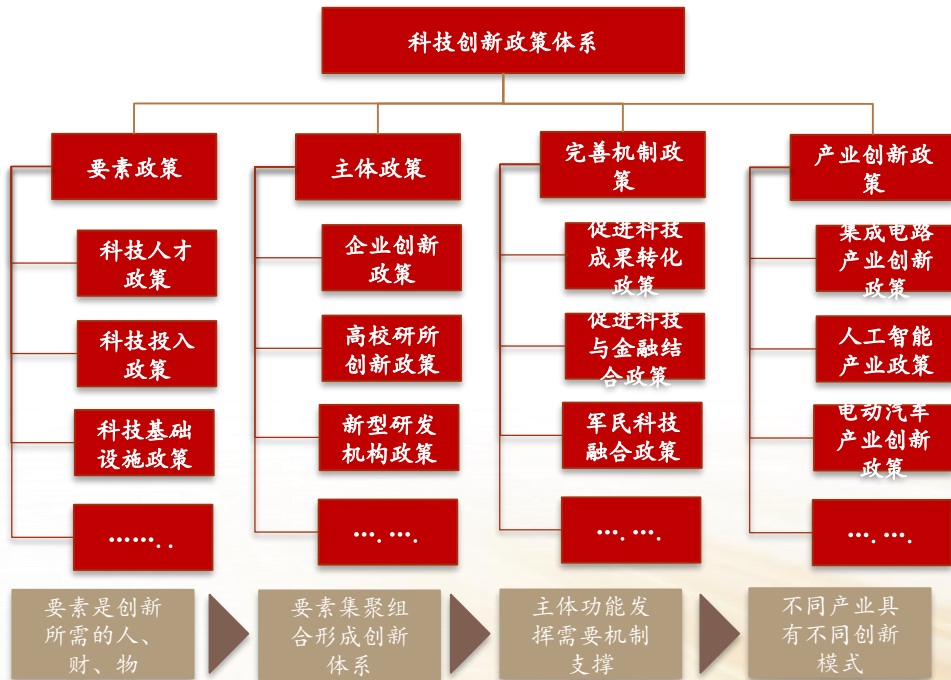 科技创新政策体系
要素政策
科技人才
政策
科技投入
政策
科技基础
设施政策
……..
主体政策
企业创新
政策
高校研所
创新政策
新型研发
机构政策
….….
完善机制政
策
促进科技
成果转化
政策
促进科技
与金融结
合政策
军民科技
融合政策
….….
产业创新政
策
集成电路
产业创新
政策
人工智能
产业政策
电动汽车
产业创新
政策
….….
要素是创新
所需的人、
财、物
要素集聚组
合形成创新
体系
主体功能发
挥需要机制
支撑
不同产业具
有不同创新
模式